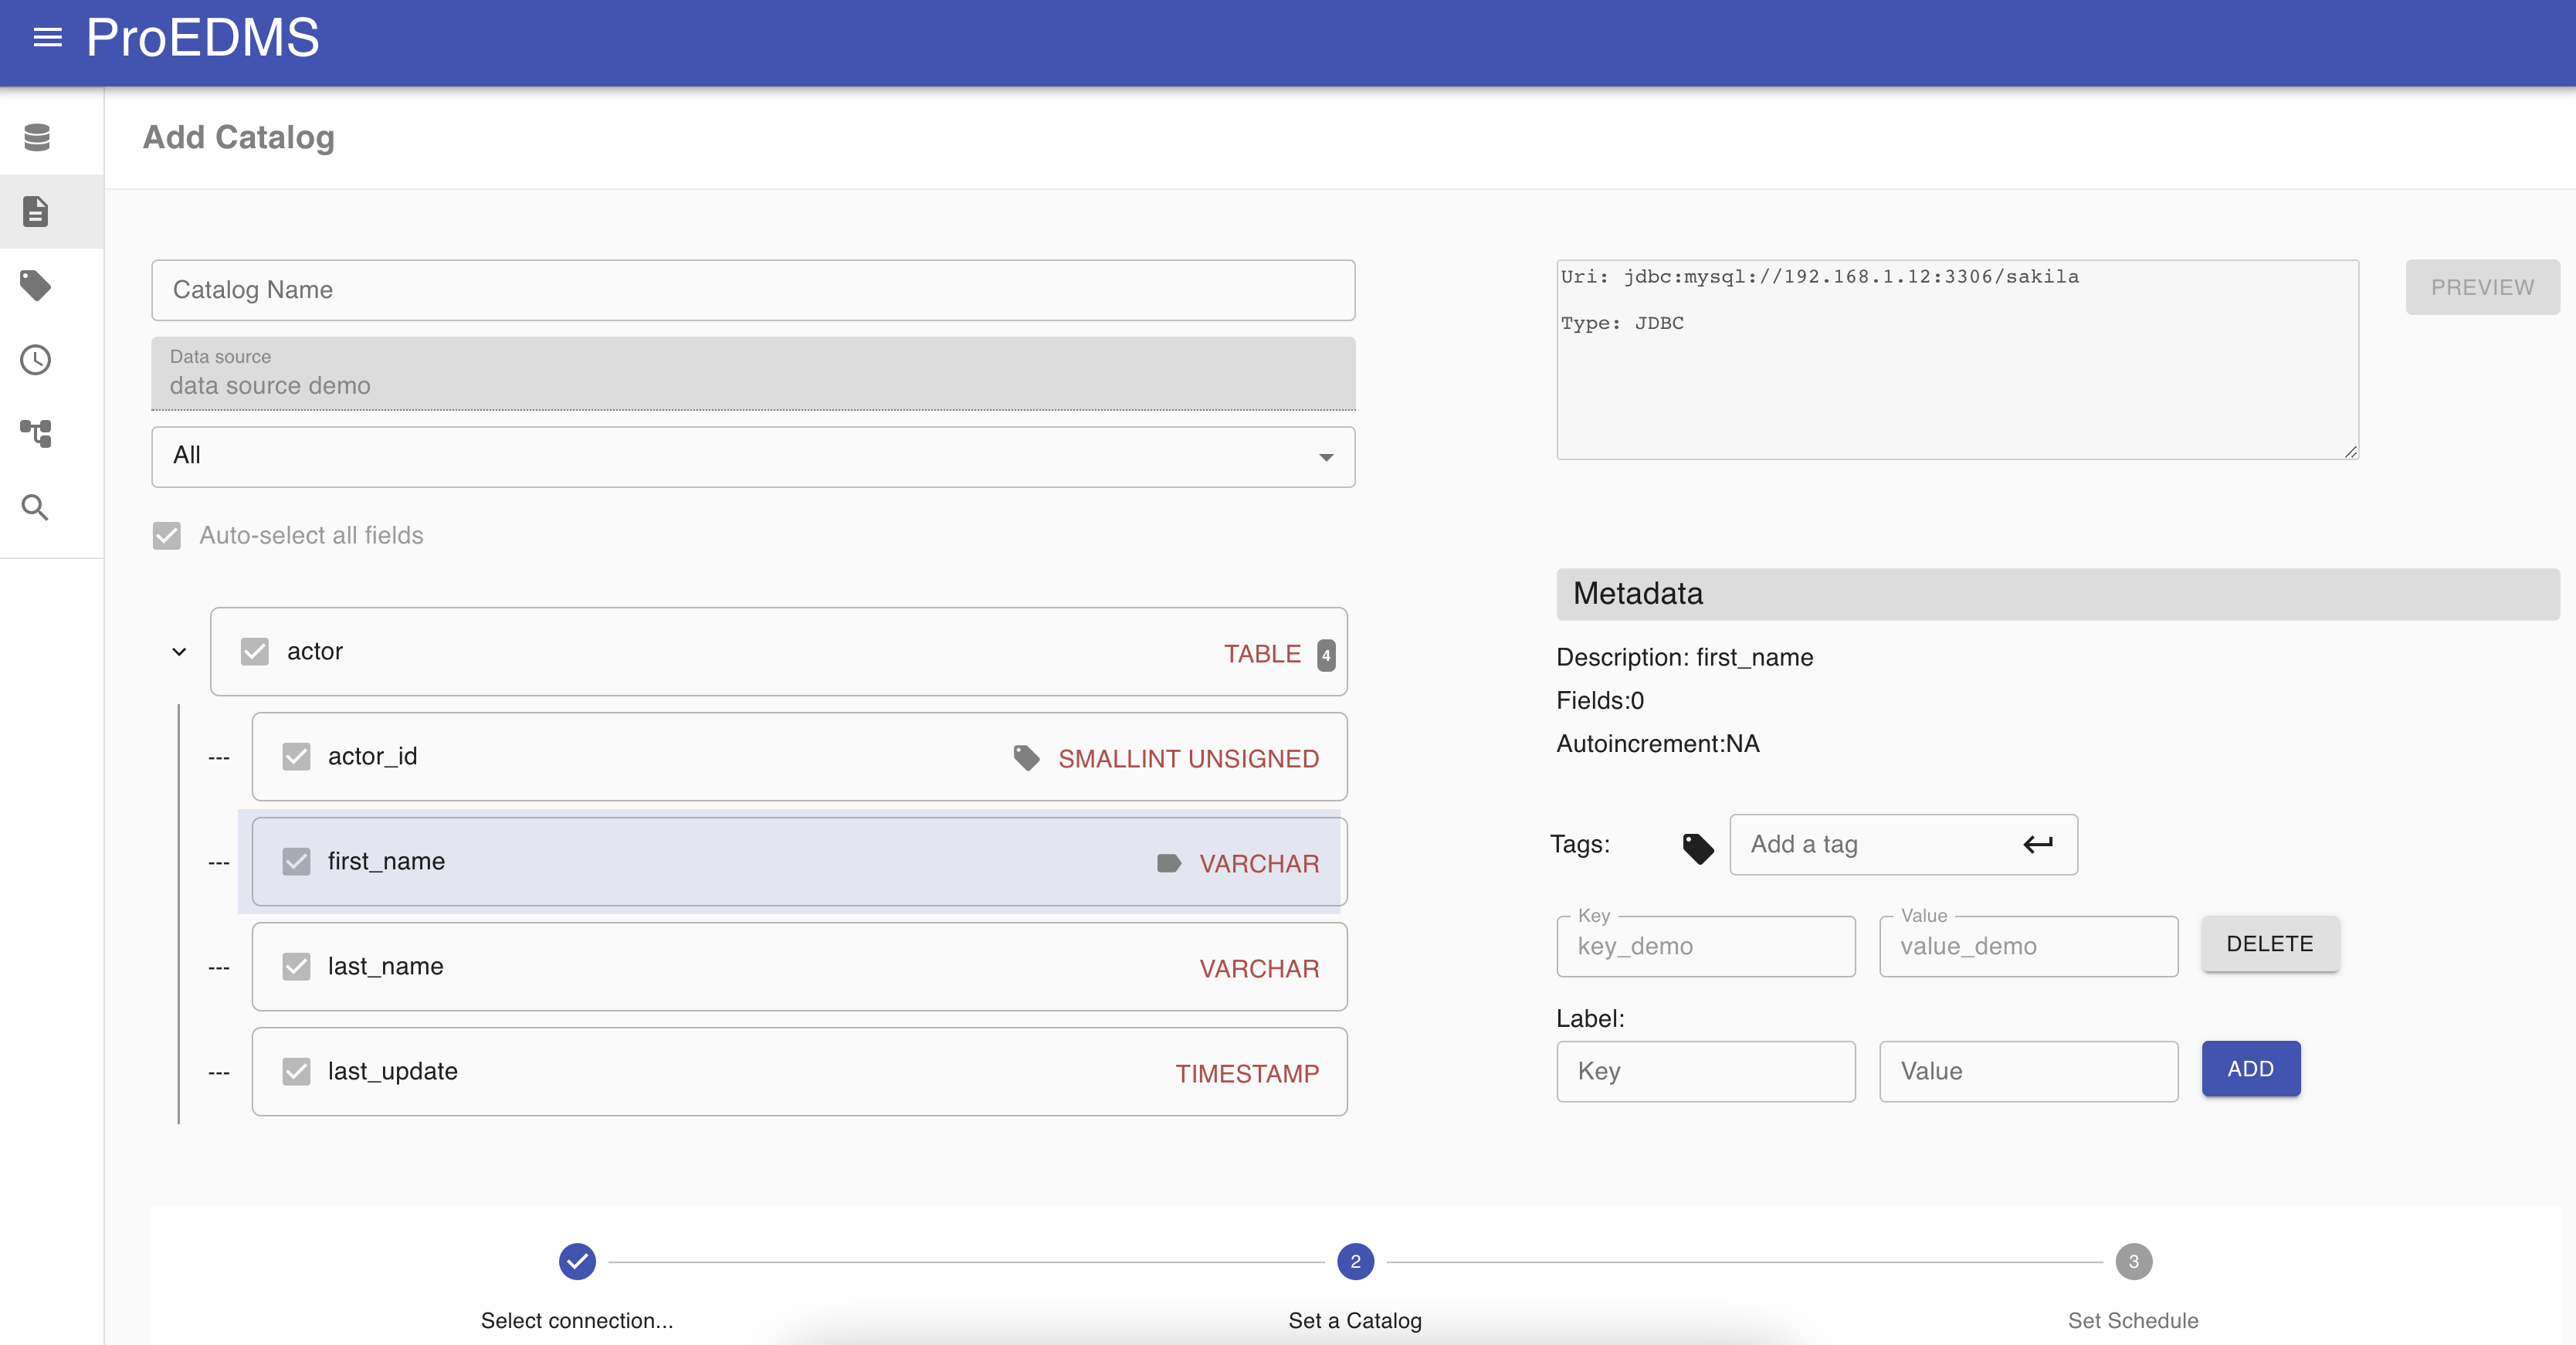 ProEDMS
Add Catalog
Catalog Name
Data source
data source demo
All
Auto-select all fields
actor TABLE 4
--- actor_id SMALLINT UNSIGNED
--- first_name VARCHAR
--- last_name VARCHAR
--- last_update TIMESTAMP
Uri: jdbc:mysql://192.168.1.12:3306/sakila
Type: JDBC
PREVIEW
Metadata
Description: first_name
Fields:0
Autoincrement:NA
Tags: Add a tag
Key Value
key_demo value_demo DELETE
Label:
Key Value ADD
2 3
Select connection... Set a Catalog Set Schedule